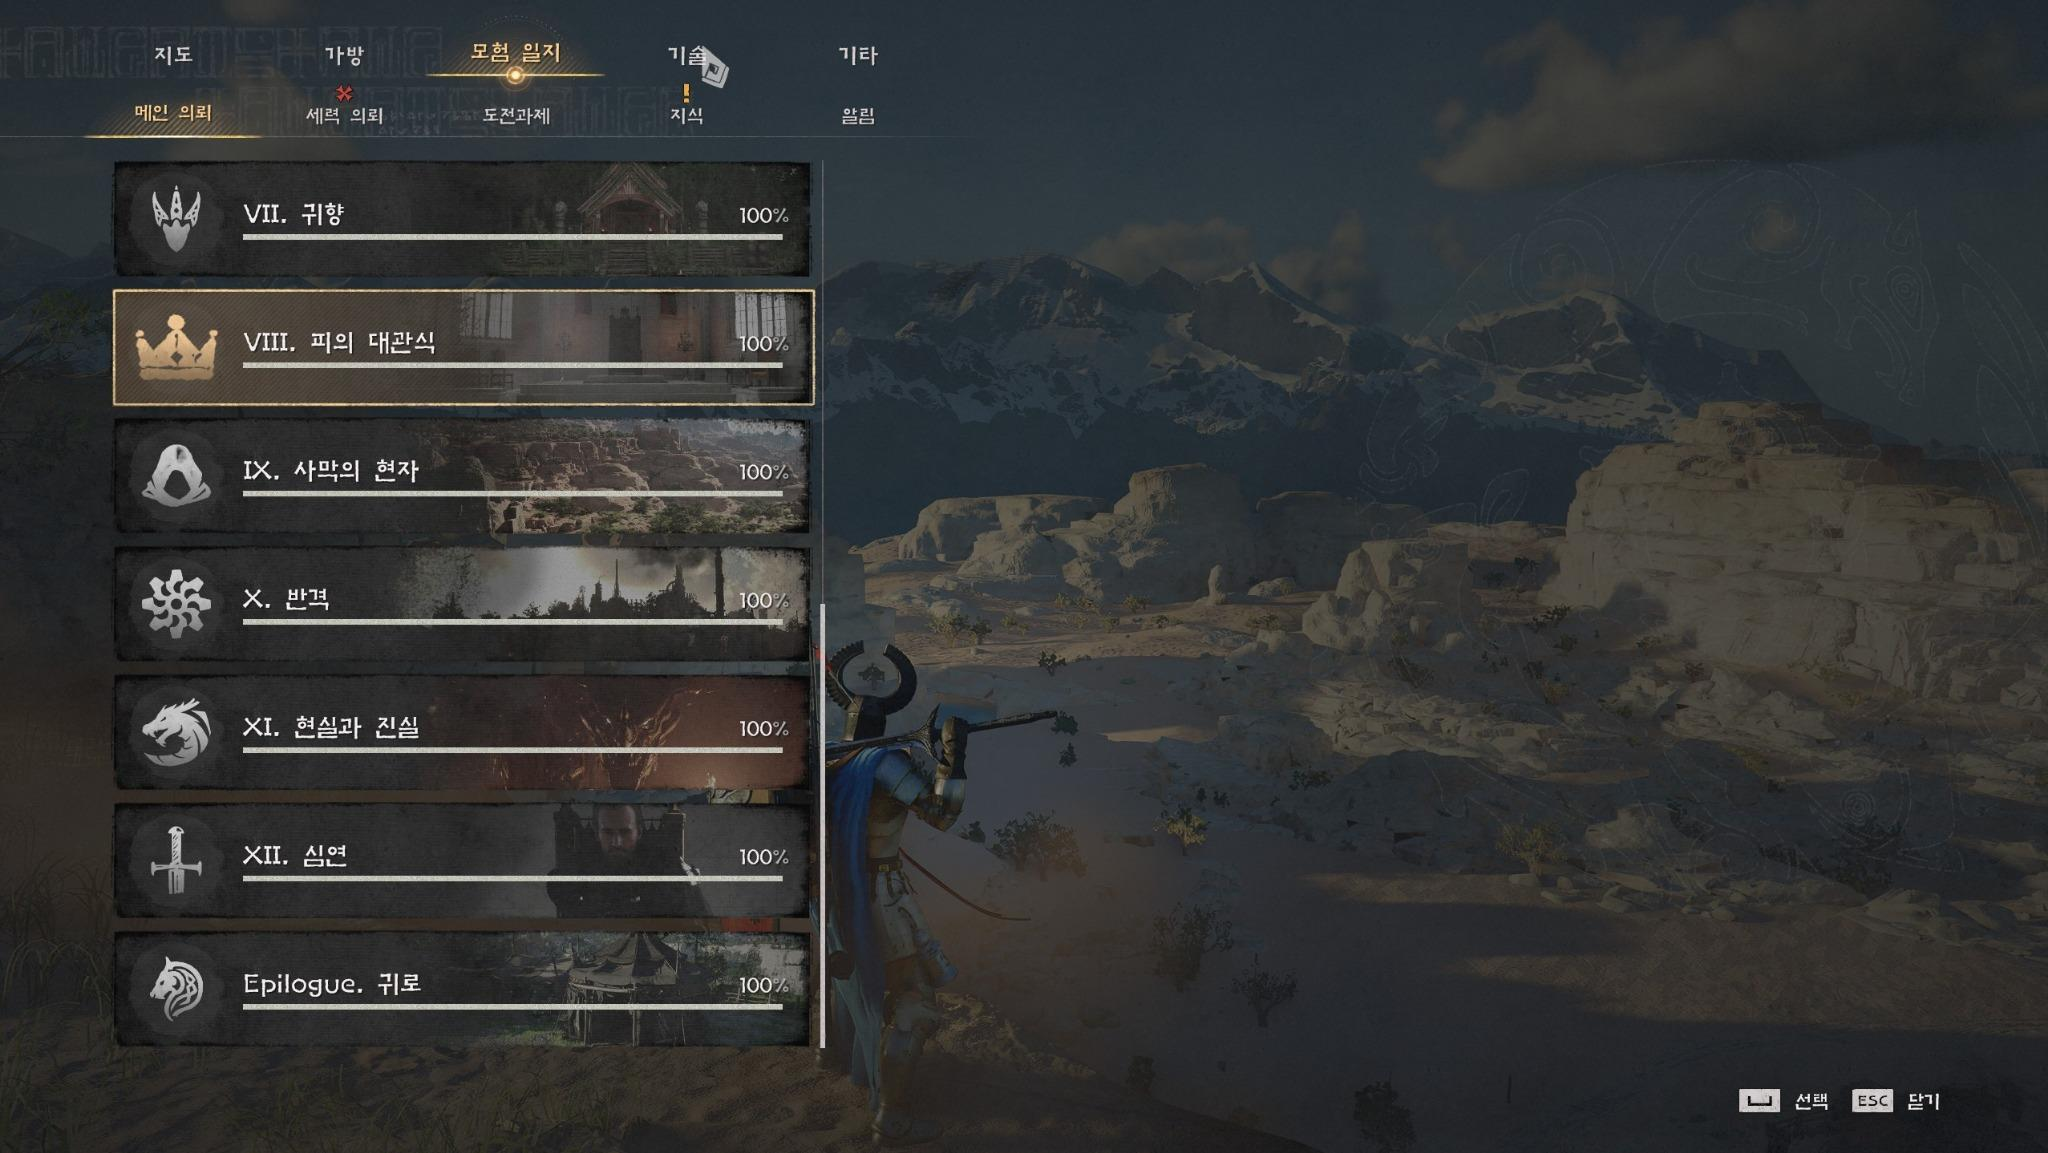 지도 가방 모험 일지 기술 기타
메인 의뢰 세력 의뢰 도전과제 지식 알림
VII. 귀향 100%
VIII. 피의 대관식 100%
IX. 사막의 현자 100%
X. 반격 100%
XI. 현실과 진실 100%
XII. 심연 100%
Epilogue. 귀로 100%
선택 ESC 닫기